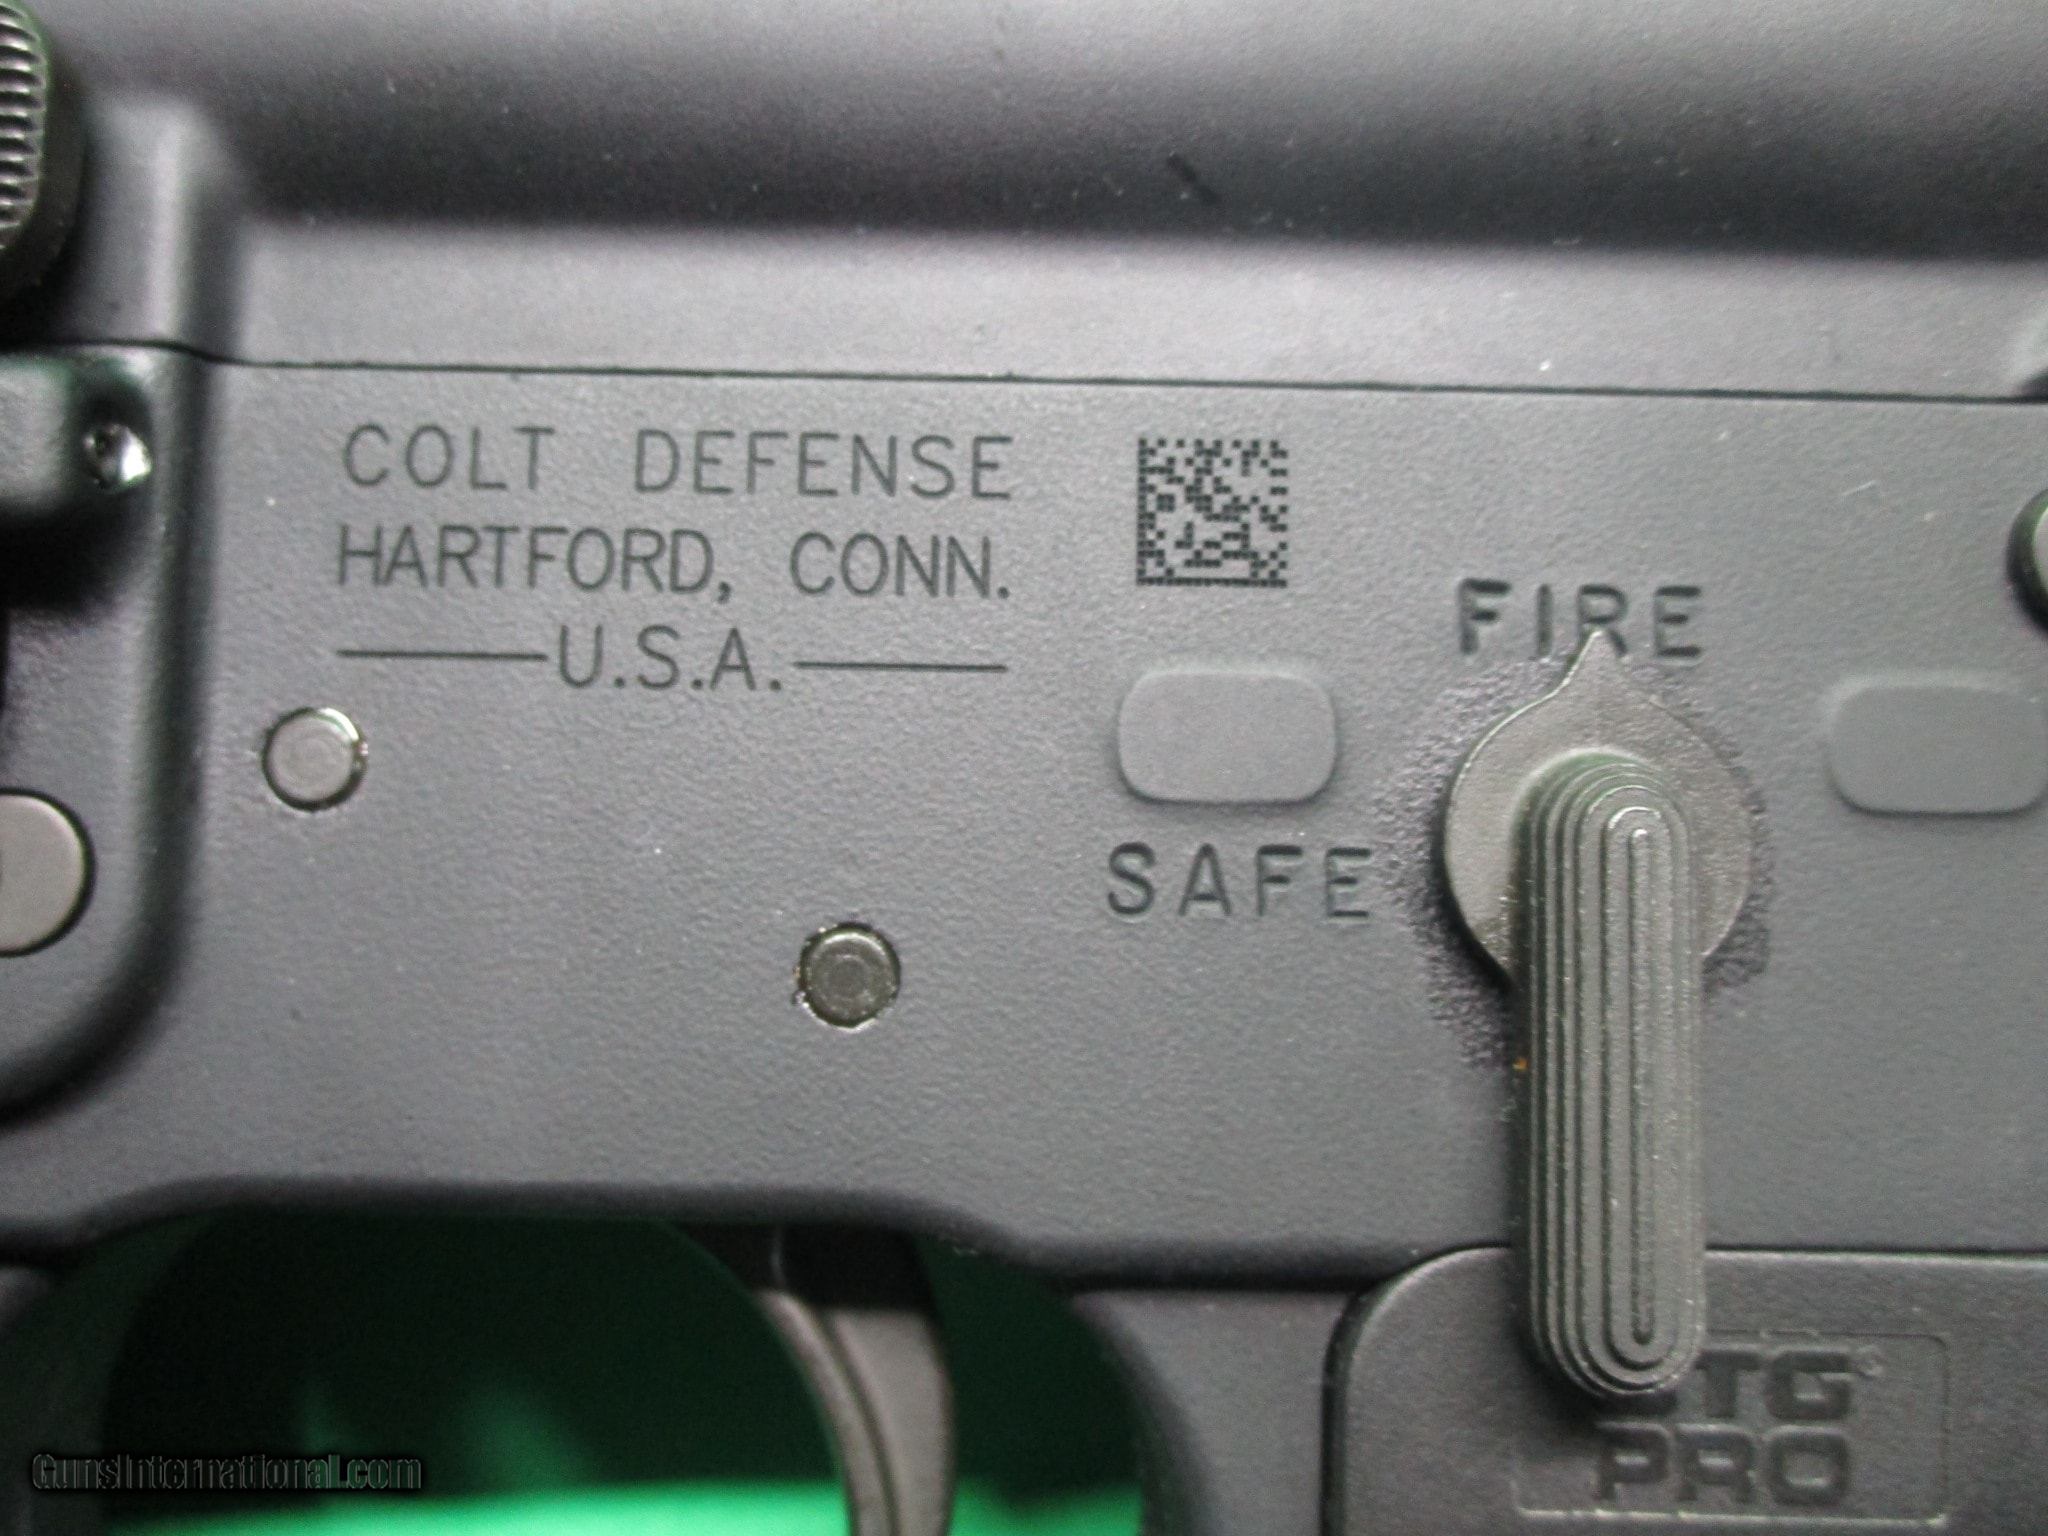 COLT DEFENSE
HARTFORD, CONN.
U.S.A.
FIRE
SAFE
PRO
GunsInternational.com